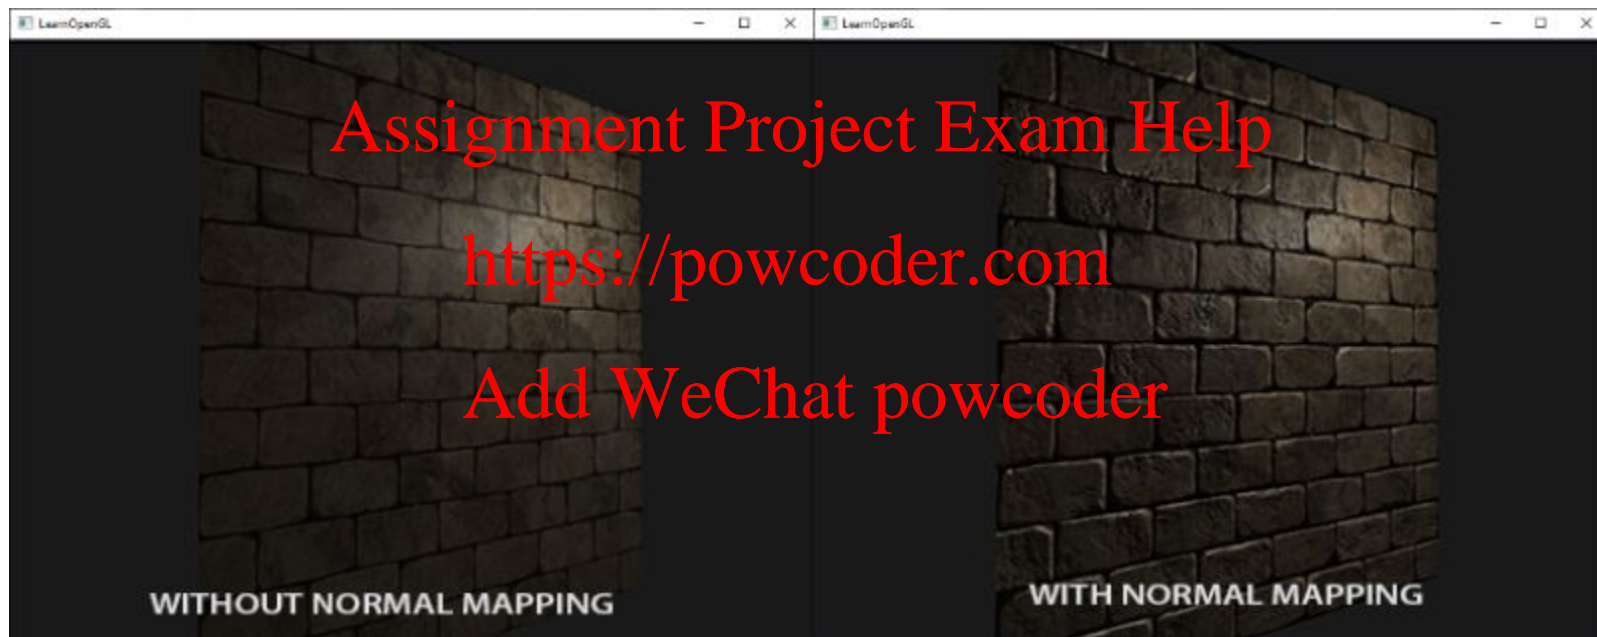 LearnOpenGL
LearnOpenGL
Assignment Project Exam Help
https://powcoder.com
Add WeChat powcoder
WITHOUT NORMAL MAPPING
WITH NORMAL MAPPING